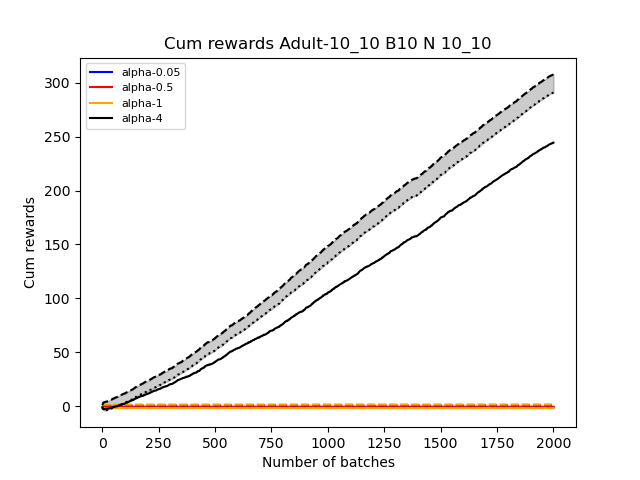 Cum rewards Adult-10_10 B10 N 10_10
alpha-0.05
alpha-0.5
alpha-1
alpha-4
300
250
200
150
100
50
0
Cum rewards
0 250 500 750 1000 1250 1500 1750 2000
Number of batches